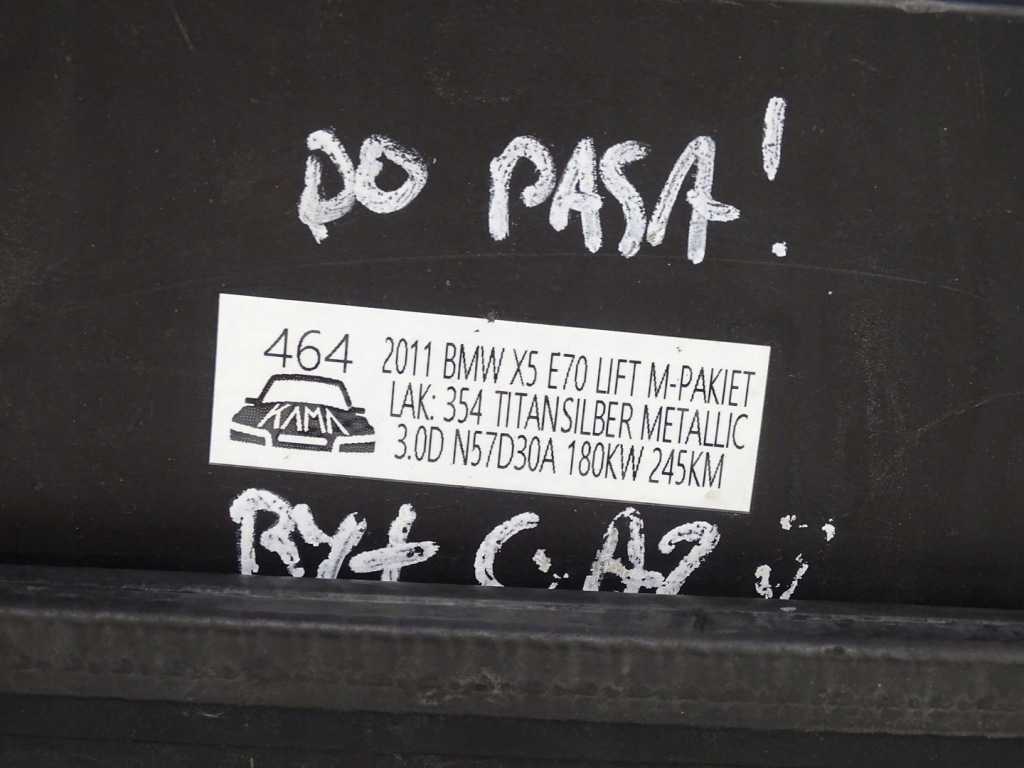 DO PASA!
464
KAMA
2011 BMW X5 E70 LIFT M-PAKIET
LAK: 354 TITANSILBER METALLIC
3.0D N57D30A 180KW 245KM